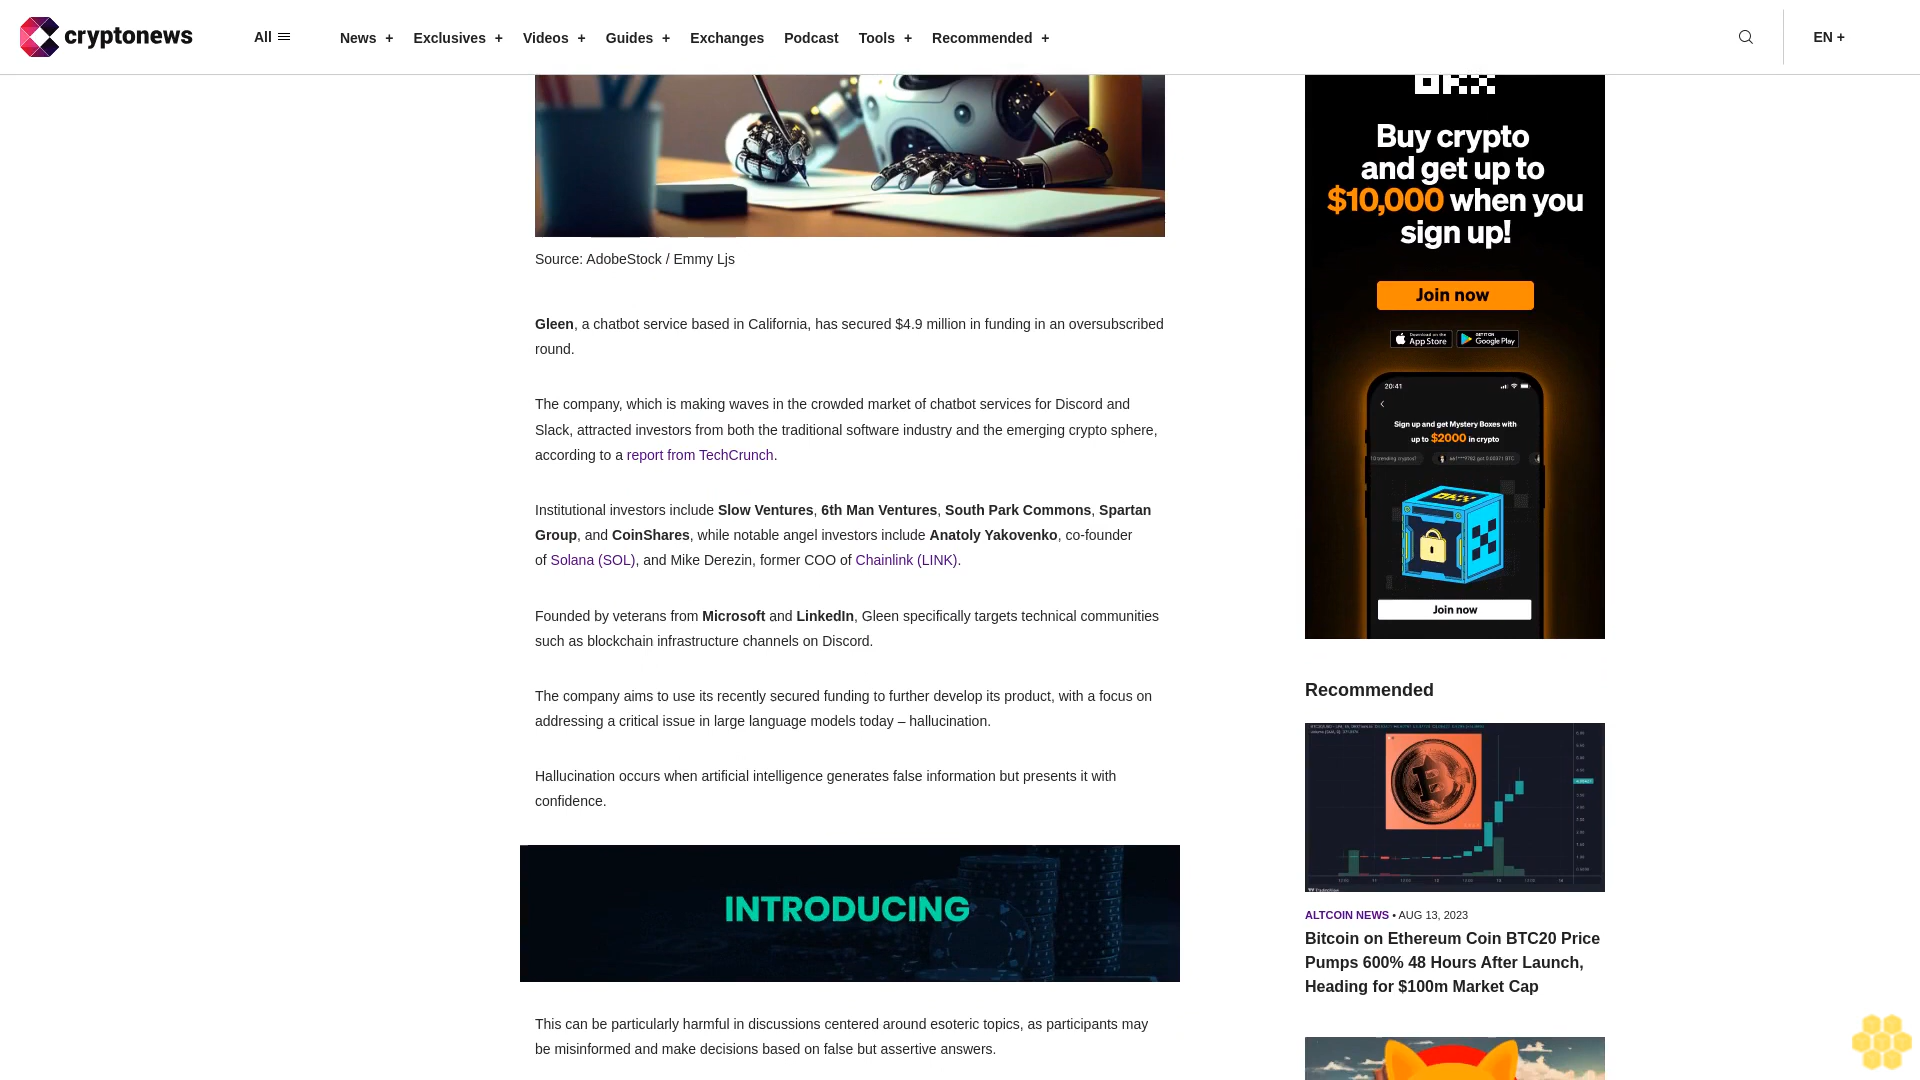 cryptonews
All
News +
Exclusives +
Videos +
Guides +
Exchanges
Podcast
Tools +
Recommended +
EN +
Source: AdobeStock / Emmy Ljs
Gleen, a chatbot service based in California, has secured $4.9 million in funding in an oversubscribed
round.
The company, which is making waves in the crowded market of chatbot services for Discord and
Slack, attracted investors from both the traditional software industry and the emerging crypto sphere,
according to a report from TechCrunch.
Institutional investors include Slow Ventures, 6th Man Ventures, South Park Commons, Spartan
Group, and CoinShares, while notable angel investors include Anatoly Yakovenko, co-founder
of Solana (SOL), and Mike Derezin, former COO of Chainlink (LINK).
Founded by veterans from Microsoft and LinkedIn, Gleen specifically targets technical communities
such as blockchain infrastructure channels on Discord.
The company aims to use its recently secured funding to further develop its product, with a focus on
addressing a critical issue in large language models today – hallucination.
Hallucination occurs when artificial intelligence generates false information but presents it with
confidence.
INTRODUCING
This can be particularly harmful in discussions centered around esoteric topics, as participants may
be misinformed and make decisions based on false but assertive answers.
Buy crypto
and get up to
$10,000 when you
sign up!
Join now
Download on the
App Store
GET IT ON
Google Play
20:41
Sign up and get Mystery Boxes with
up to $2000 in crypto
Join now
Recommended
ALTCOIN NEWS • AUG 13, 2023
Bitcoin on Ethereum Coin BTC20 Price
Pumps 600% 48 Hours After Launch,
Heading for $100m Market Cap